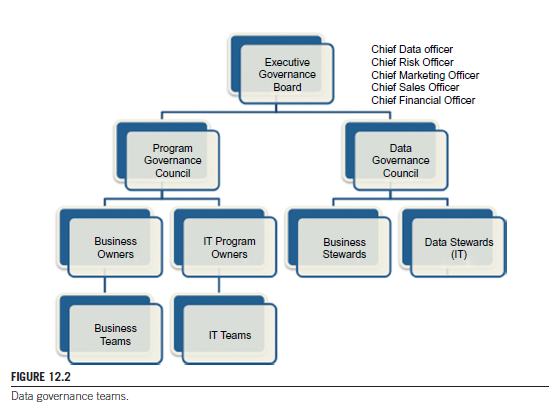 Executive
Governance
Board
Chief Data officer
Chief Risk Officer
Chief Marketing Officer
Chief Sales Officer
Chief Financial Officer
Program
Governance
Council
Data
Governance
Council
Business
Owners
IT Program
Owners
Business
Stewards
Data Stewards
(IT)
Business
Teams
IT Teams
FIGURE 12.2
Data governance teams.